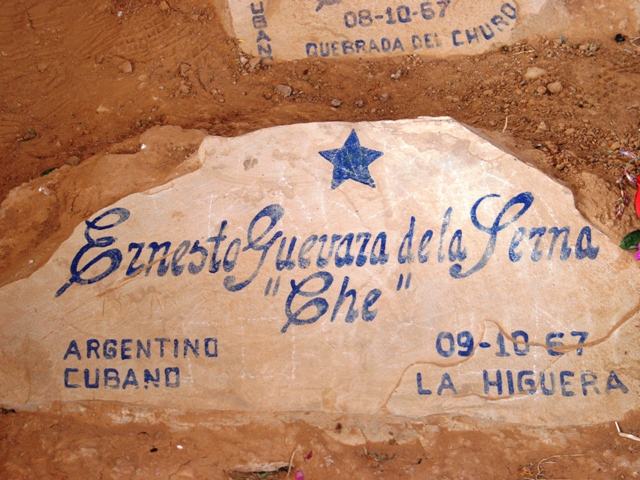 CUBANO
08-10-67
QUEBRADA DEL CHURO
Ernesto Guevara de la Serna
"Che"
ARGENTINO
CUBANO
09-10-67
LA HIGUERA